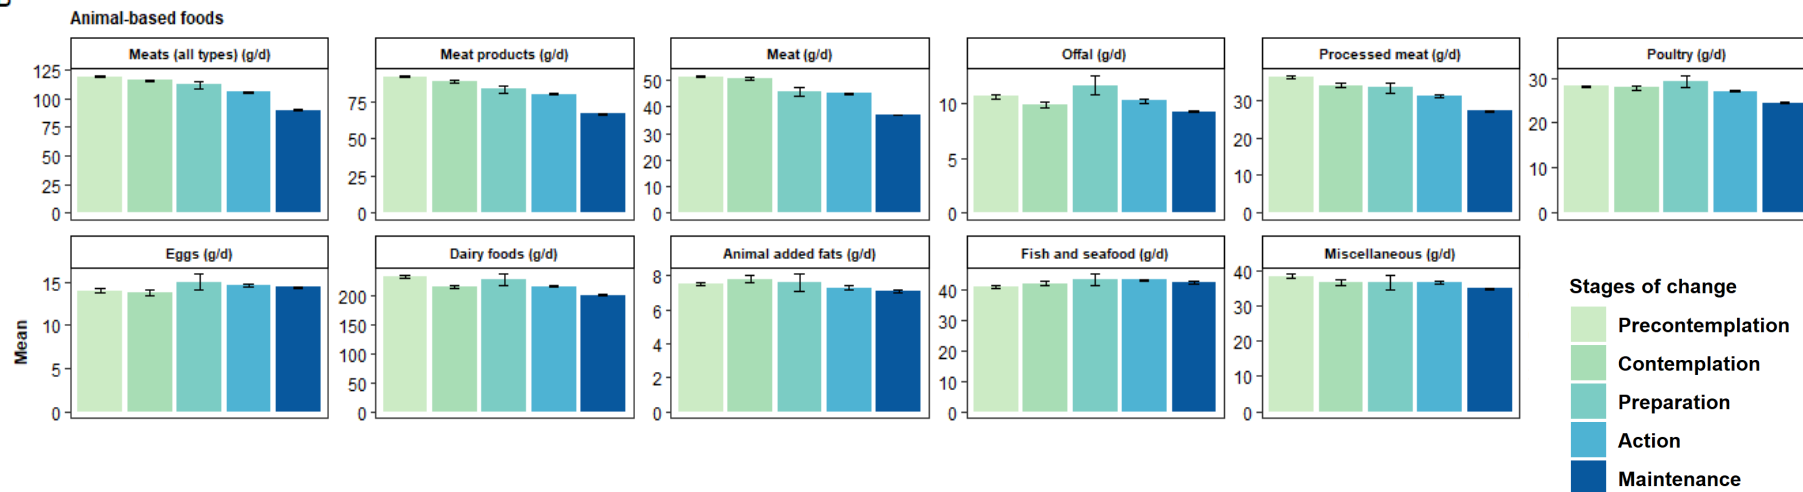 Animal-based foods
Meats (all types) (g/d)
Meat products (g/d)
Meat (g/d)
Offal (g/d)
Processed meat (g/d)
Poultry (g/d)
125
100
75
50
25
0
75
50
25
0
50
40
30
20
10
0
10
5
0
30
20
10
0
30
20
10
0
Eggs (g/d)
Dairy foods (g/d)
Animal added fats (g/d)
Fish and seafood (g/d)
Miscellaneous (g/d)
15
10
5
0
200
150
100
50
0
8
6
4
2
0
40
30
20
10
0
40
30
20
10
0
Mean
Stages of change
Precontemplation
Contemplation
Preparation
Action
Maintenance